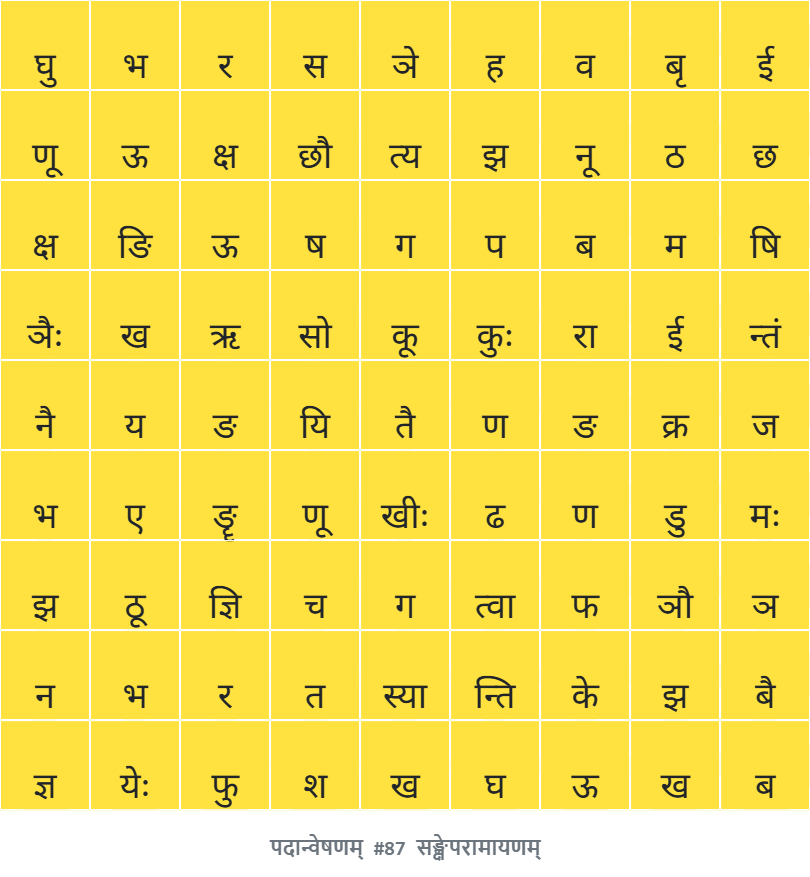 घु भ र स ञे ह व बृ ई
णू ऊ क्ष छौ त्य झ नू ठ छ
क्ष ङि ऊ ष ग प ब म षि
ञैः ख ऋ सो कू कुः रा ई न्तं
नै य ङ यि तै ण ङ क्र ज
भ ए ङॄ णू खीः ढ ण डु मः
झ ठू ज्ञि च ग त्वा फ ञौ ञ
न भ र त स्या न्ति के झ बै
ज्ञ येः फु श ख घ ऊ ख ब
पदान्वेषणम् #87 सङ्क्षेपरामायणम्